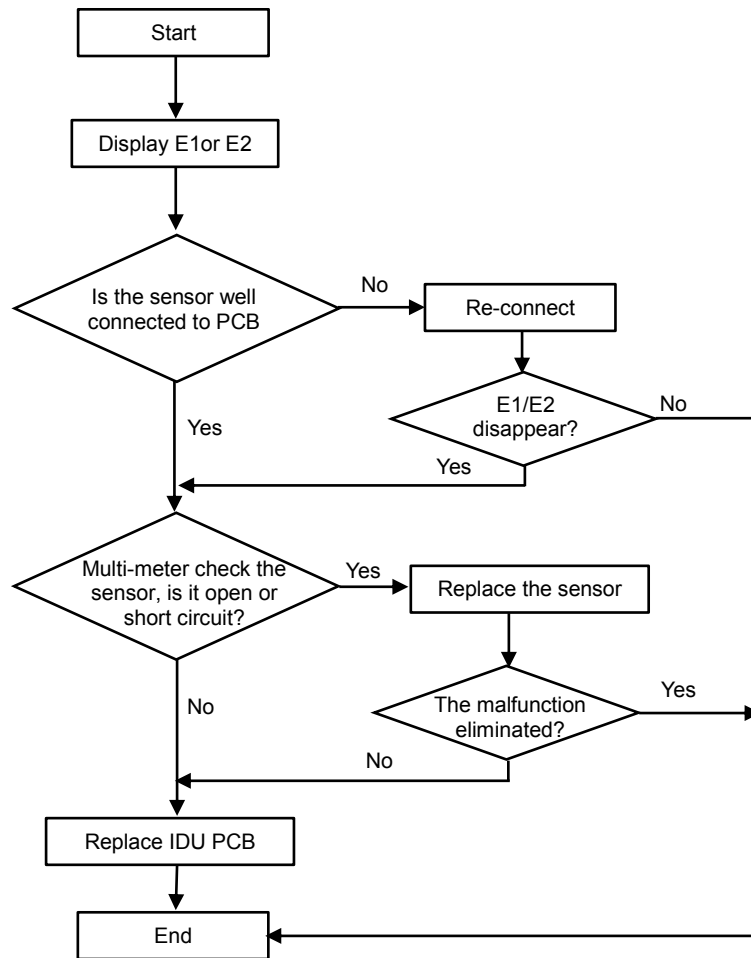 Start
Display E1or E2
Is the sensor well
connected to PCB
No
Re-connect
E1/E2
disappear?
No
Yes
Yes
Multi-meter check the
sensor, is it open or
short circuit?
Yes
Replace the sensor
The malfunction
eliminated?
Yes
No
No
Replace IDU PCB
End